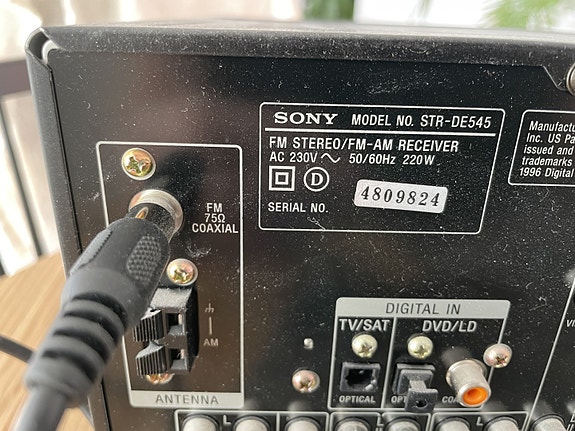 SONY MODEL NO. STR-DE545
FM STEREO/FM-AM RECEIVER
AC 230V ~ 50/60Hz 220W
D
SERIAL NO. 4809824
Manufactu
Inc. US Pa
issued and
trademarks
1996 Digital
FM
75Ω
COAXIAL
AM
ANTENNA
DIGITAL IN
TV/SAT DVD/LD
OPTICAL OPT COA
L L L L